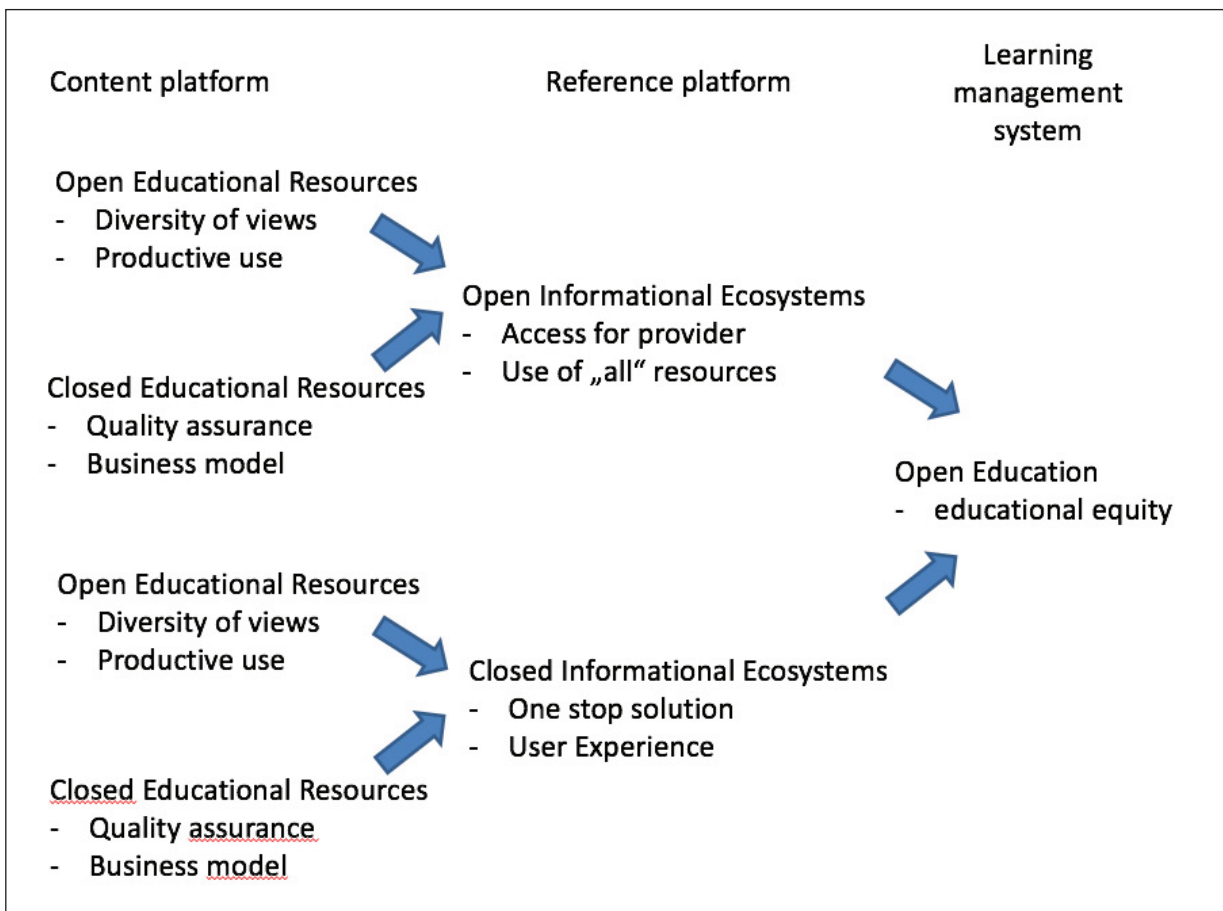 Content platform
Reference platform
Learning
management
system
Open Educational Resources
- Diversity of views
- Productive use
Closed Educational Resources
- Quality assurance
- Business model
Open Informational Ecosystems
- Access for provider
- Use of „all“ resources
Open Educational Resources
- Diversity of views
- Productive use
Closed Educational Resources
- Quality assurance
- Business model
Closed Informational Ecosystems
- One stop solution
- User Experience
Open Education
- educational equity